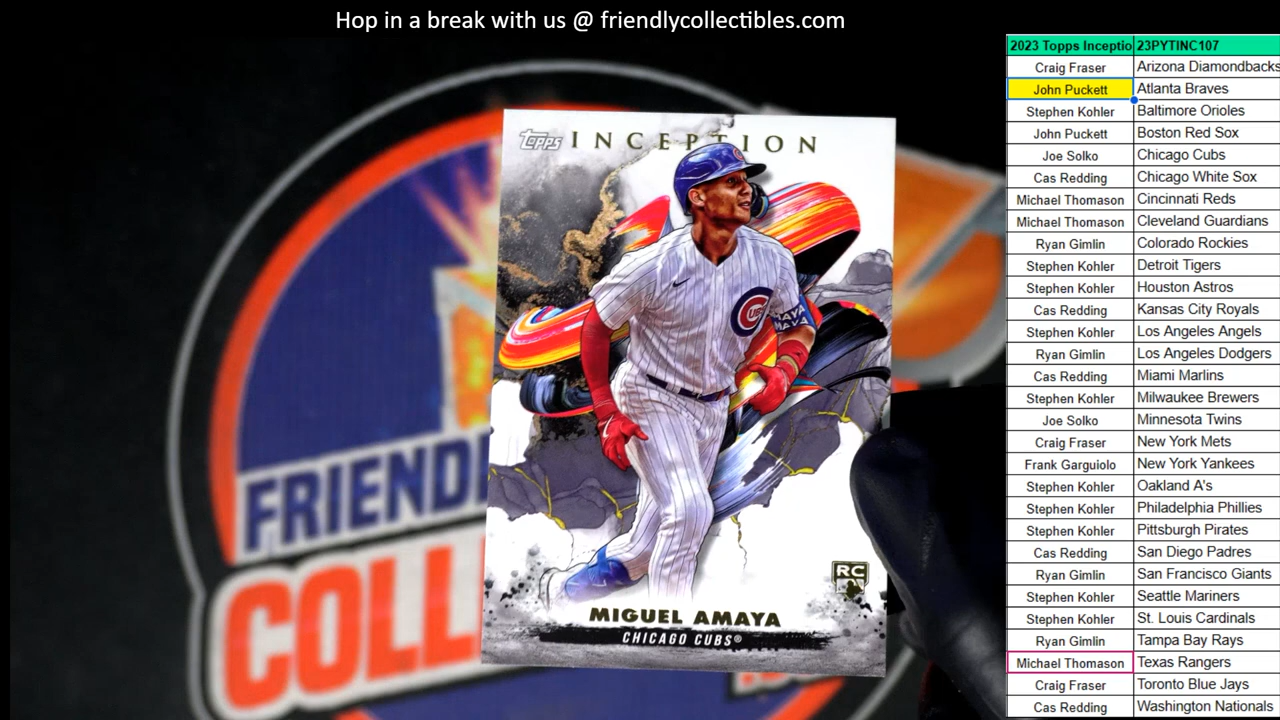 Hop in a break with us @ friendlycollectibles.com
2023 Topps Inceptio 23PYTINC107
Craig Fraser Arizona Diamondbacks
John Puckett Atlanta Braves
Stephen Kohler Baltimore Orioles
John Puckett Boston Red Sox
Joe Solko Chicago Cubs
Cas Redding Chicago White Sox
Michael Thomason Cincinnati Reds
Michael Thomason Cleveland Guardians
Ryan Gimlin Colorado Rockies
Stephen Kohler Detroit Tigers
Stephen Kohler Houston Astros
Cas Redding Kansas City Royals
Stephen Kohler Los Angeles Angels
Ryan Gimlin Los Angeles Dodgers
Cas Redding Miami Marlins
Stephen Kohler Milwaukee Brewers
Joe Solko Minnesota Twins
Craig Fraser New York Mets
Frank Garguiolo New York Yankees
Stephen Kohler Oakland A's
Stephen Kohler Philadelphia Phillies
Stephen Kohler Pittsburgh Pirates
Cas Redding San Diego Padres
Ryan Gimlin San Francisco Giants
Stephen Kohler Seattle Mariners
Stephen Kohler St. Louis Cardinals
Ryan Gimlin Tampa Bay Rays
Michael Thomason Texas Rangers
Craig Fraser Toronto Blue Jays
Cas Redding Washington Nationals
Topps INCEPTION
AMAYA
AMAYA
RC
MIGUEL AMAYA
CHICAGO CUBS®
FRIEND
COLL